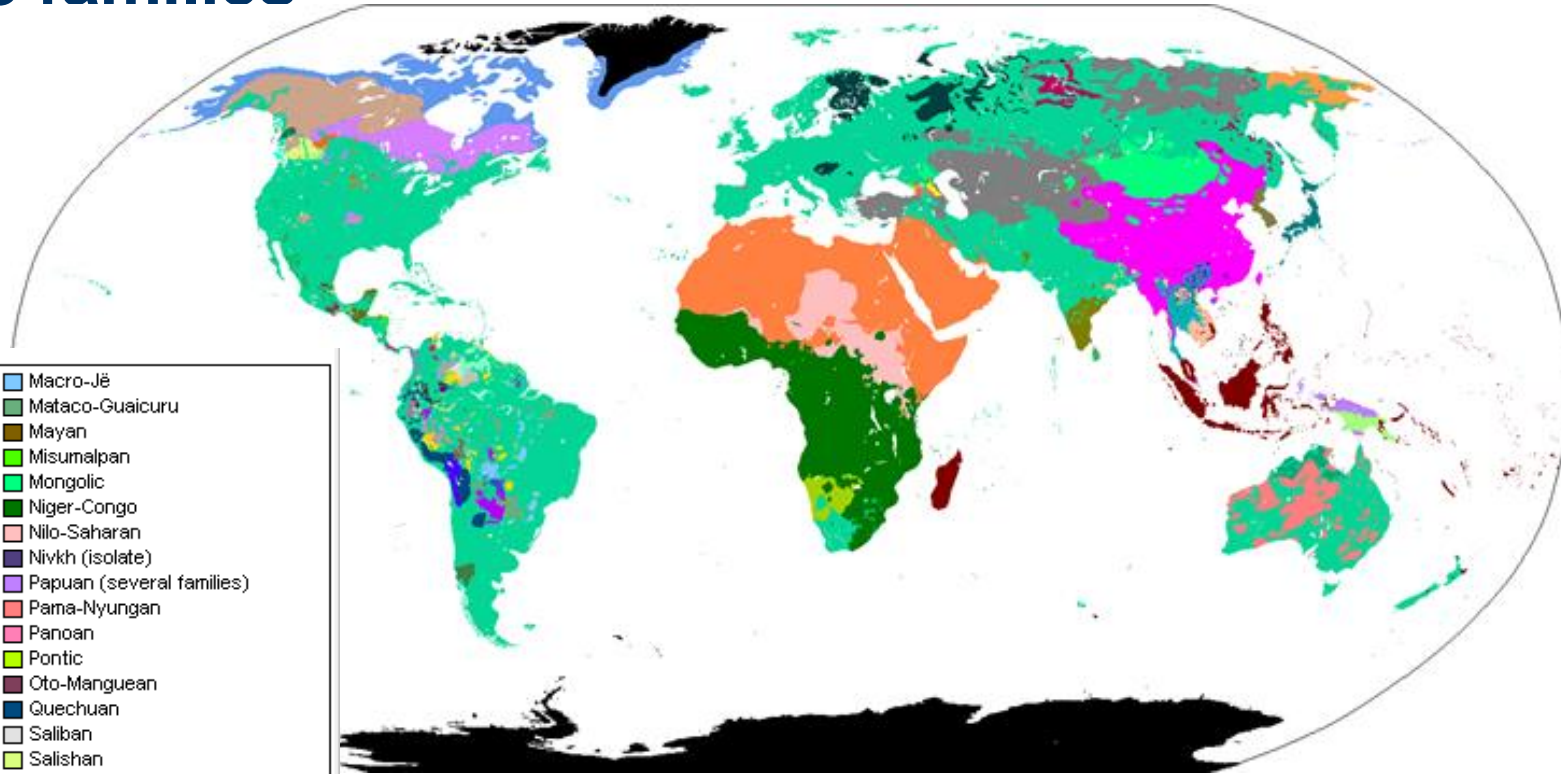 families
Macro-Jë
Mataco-Guaicuru
Mayan
Misumalpan
Mongolic
Niger-Congo
Nilo-Saharan
Nivkh (isolate)
Papuan (several families)
Pama-Nyungan
Panoan
Pontic
Oto-Manguean
Quechuan
Saliban
Salishan